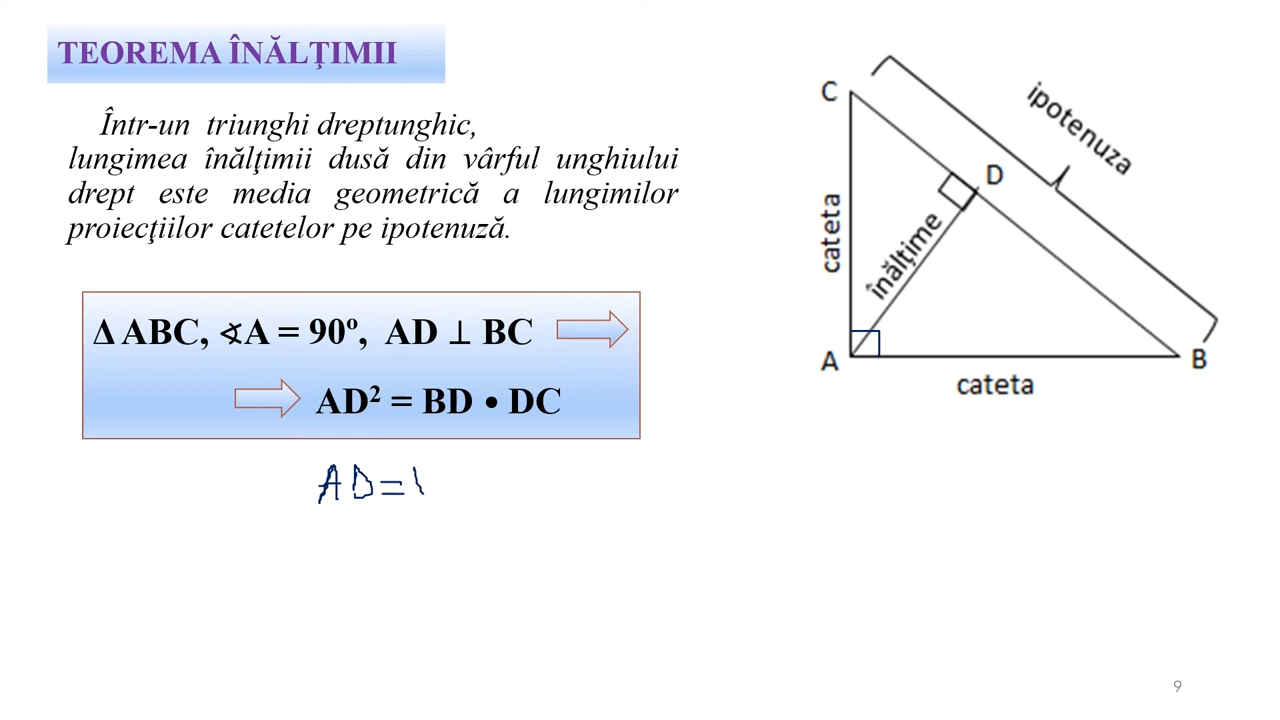 TEOREMA ÎNĂLŢIMII
Într-un triunghi dreptunghic,
lungimea înălţimii dusă din vârful unghiului
drept este media geometrică a lungimilor
proiecţiilor catetelor pe ipotenuză.
Δ ABC, ∢A = 90º, AD ⊥ BC
AD² = BD • DC
AD =
C
ipotenuza
D
cateta
înălţime
A
B
cateta
9